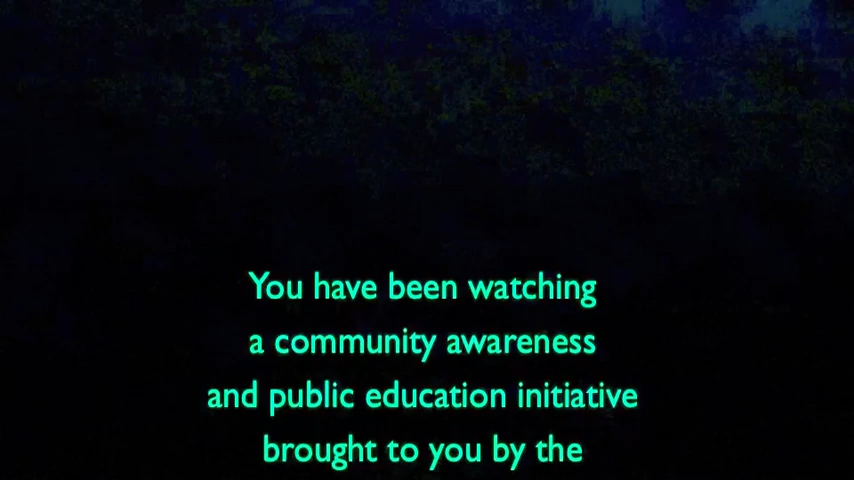 You have been watching
a community awareness
and public education initiative
brought to you by the